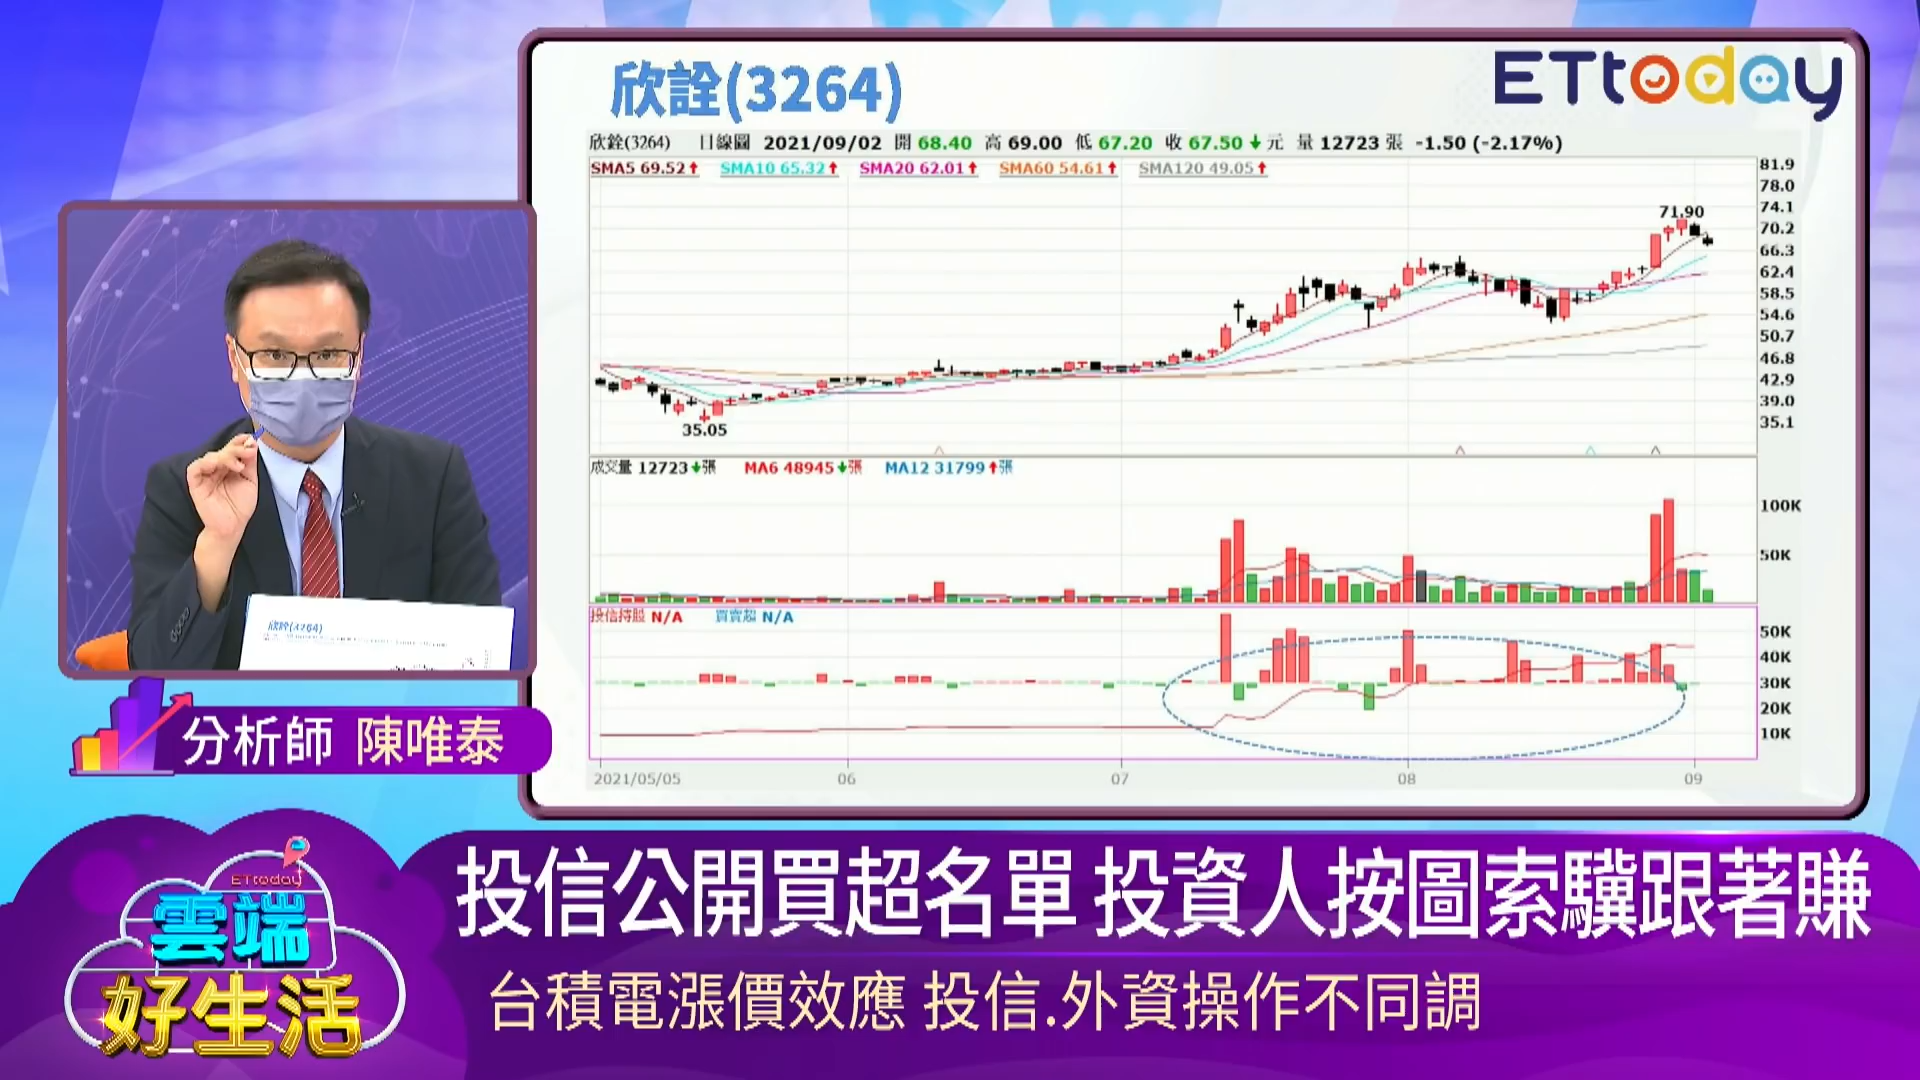 欣詮(3264)
ETtoday
欣銓(3264) 日線圖 2021/09/02 開 68.40 高 69.00 低 67.20 收 67.50↓元 量 12723 張 -1.50 (-2.17%)
SMA5 69.52↑ SMA10 65.32↑ SMA20 62.01↑ SMA60 54.61↑ SMA120 49.05↑
81.9
78.0
74.1
70.2
66.3
62.4
58.5
54.6
50.7
46.8
42.9
39.0
35.1
71.90
35.05
成交量 12723↓張 MA6 48945↓張 MA12 31799↑張
100K
50K
投信持股 N/A 買賣超 N/A
50K
40K
30K
20K
10K
2021/05/05 06 07 08 09
欣詮(3264)
分析師 陳唯泰
ETtoday
雲端
好生活
投信公開買超名單 投資人按圖索驥跟著賺
台積電漲價效應 投信.外資操作不同調